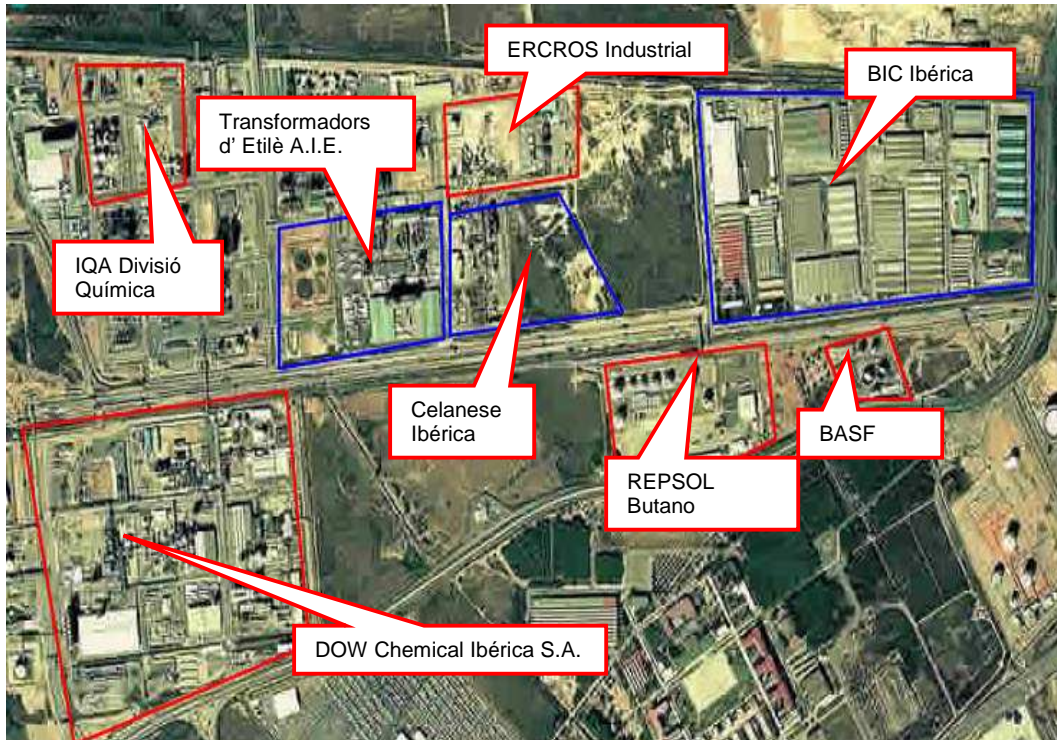 ERCROS Industrial
BIC Ibérica
Transformadors
d' Etilè A.I.E.
IQA Divisió
Química
Celanese
Ibérica
BASF
REPSOL
Butano
DOW Chemical Ibérica S.A.